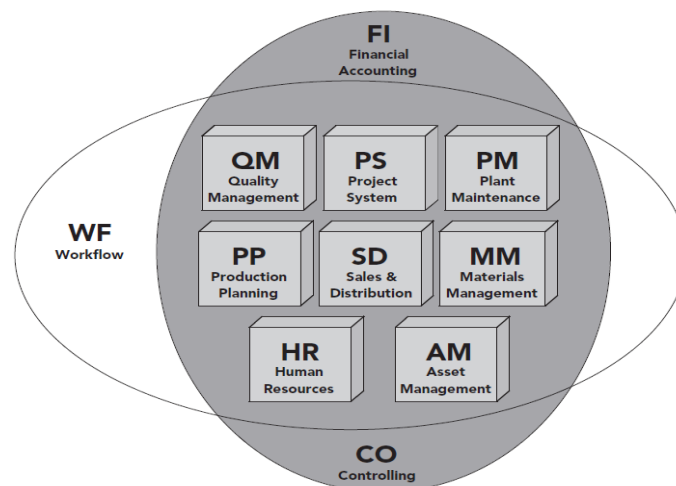 FI
Financial
Accounting
QM
Quality
Management
PS
Project
System
PM
Plant
Maintenance
WF
Workflow
PP
Production
Planning
SD
Sales &
Distribution
MM
Materials
Management
HR
Human
Resources
AM
Asset
Management
CO
Controlling